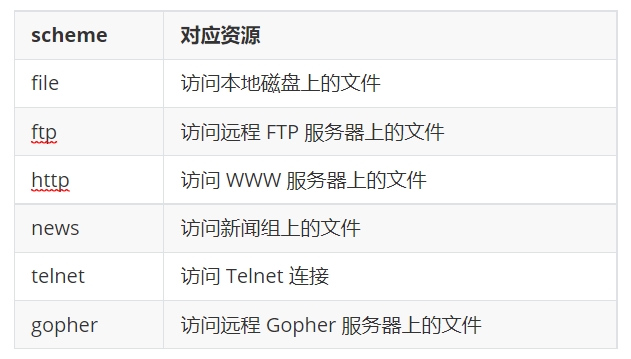 scheme 对应资源
file 访问本地磁盘上的文件
ftp 访问远程 FTP 服务器上的文件
http 访问 WWW 服务器上的文件
news 访问新闻组上的文件
telnet 访问 Telnet 连接
gopher 访问远程 Gopher 服务器上的文件